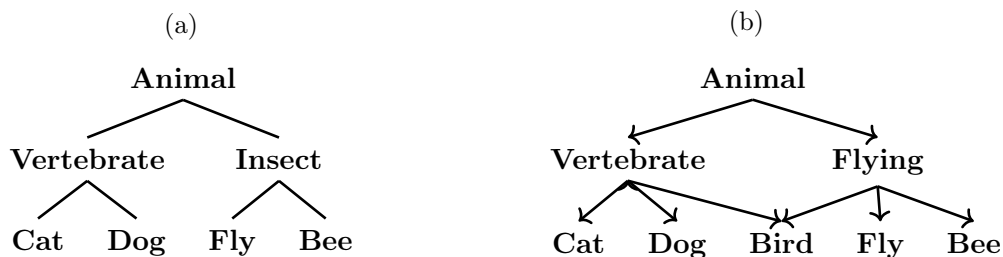 (a)
Animal
Vertebrate Insect
Cat Dog Fly Bee
(b)
Animal
Vertebrate Flying
Cat Dog Bird Fly Bee